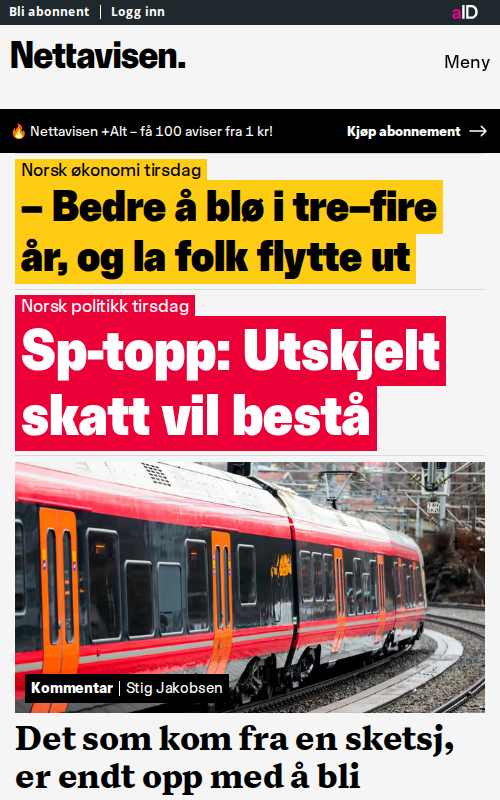 Bli abonnent | Logg inn
aID
Nettavisen.
Meny
🔥 Nettavisen +Alt – få 100 aviser fra 1 kr!
Kjøp abonnement →
Norsk økonomi tirsdag
– Bedre å blø i tre–fire
år, og la folk flytte ut
Norsk politikk tirsdag
Sp-topp: Utskjelt
skatt vil bestå
Kommentar | Stig Jakobsen
Det som kom fra en sketsj,
er endt opp med å bli